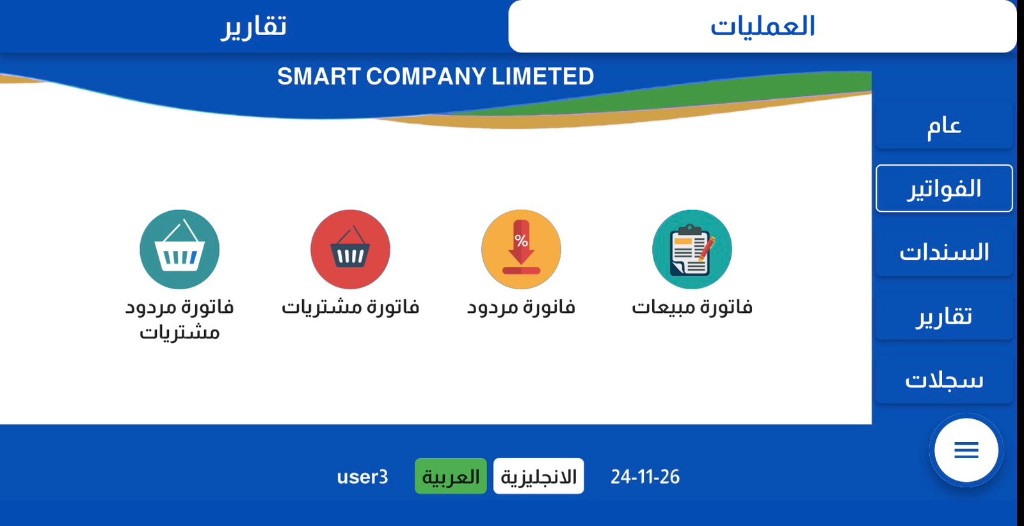 العمليات
تقارير
SMART COMPANY LIMETED
عام
الفواتير
السندات
تقارير
سجلات
%
فاتورة مبيعات
فانورة مردود
فاتورة مشتريات
فاتورة مردود
مشتريات
24-11-26
الانجليزية
العربية
user3